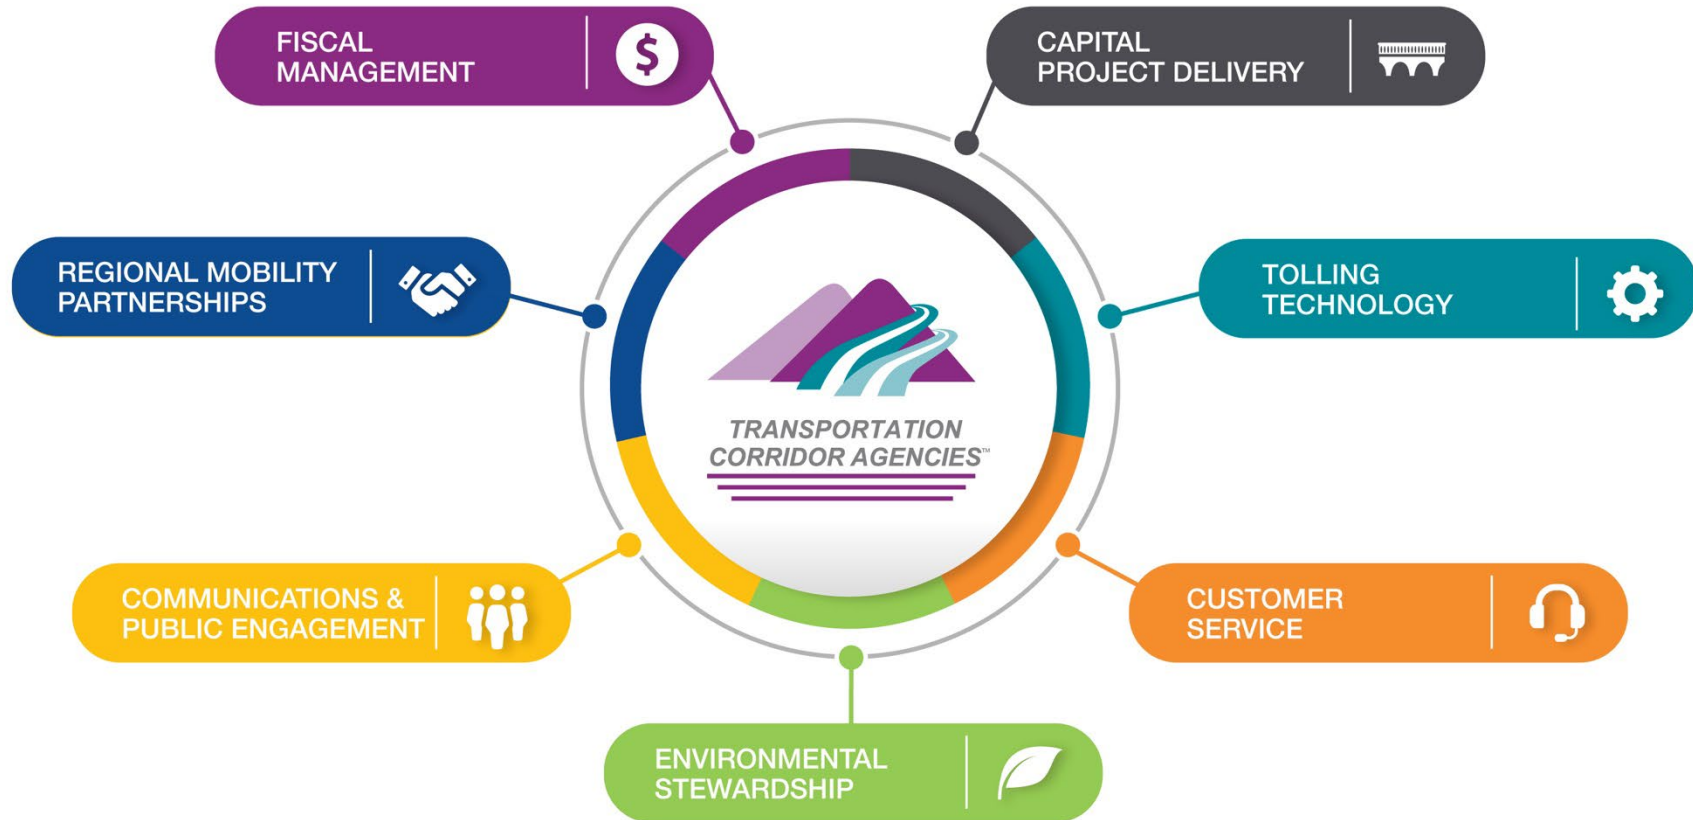 FISCAL
MANAGEMENT
$
CAPITAL
PROJECT DELIVERY
REGIONAL MOBILITY
PARTNERSHIPS
TOLLING
TECHNOLOGY
TRANSPORTATION
CORRIDOR AGENCIES™
COMMUNICATIONS &
PUBLIC ENGAGEMENT
CUSTOMER
SERVICE
ENVIRONMENTAL
STEWARDSHIP